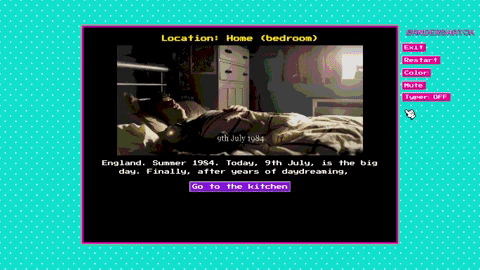 Location: Home (bedroom)
BANDERSNATCH
Exit
Restart
Color
Mute
Typer: OFF
9th July 1984
England. Summer 1984. Today, 9th July, is the big
day. Finally, after years of daydreaming,
Go to the kitchen